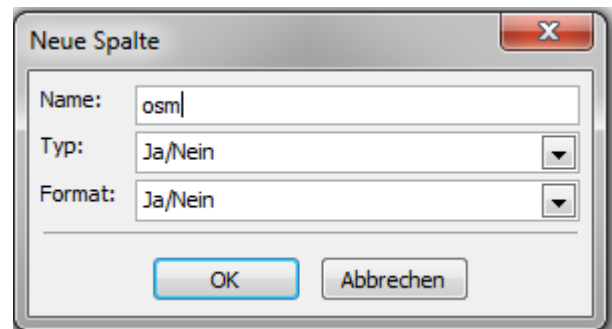 Neue Spalte
Name: osm
Typ: Ja/Nein
Format: Ja/Nein
OK Abbrechen